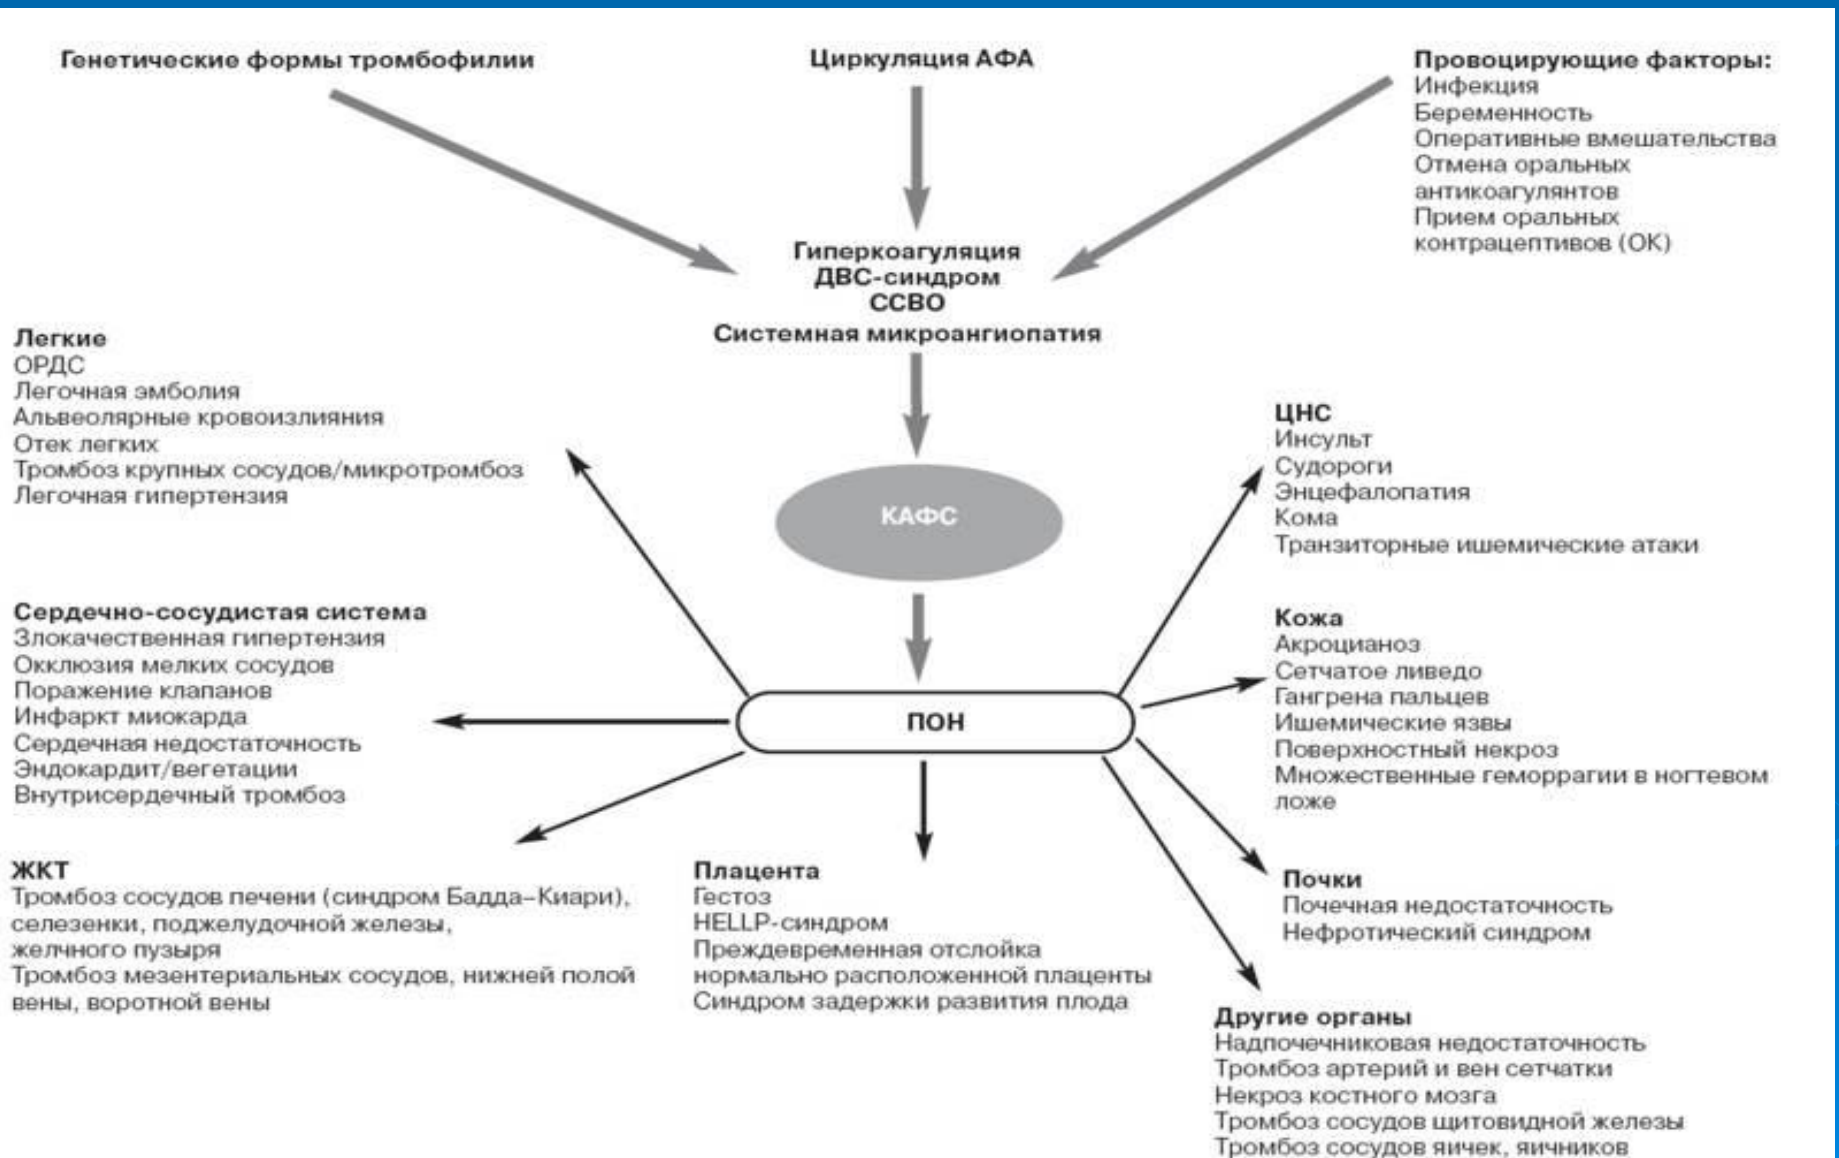 Генетические формы тромбофилии
Циркуляция АФА
Провоцирующие факторы:
Инфекция
Беременность
Оперативные вмешательства
Отмена оральных
антикоагулянтов
Прием оральных
контрацептивов (ОК)
Гиперкоагуляция
ДВС-синдром
ССВО
Системная микроангиопатия
Легкие
ОРДС
Легочная эмболия
Альвеолярные кровоизлияния
Отек легких
Тромбоз крупных сосудов/микротромбоз
Легочная гипертензия
КАФС
ЦНС
Инсульт
Судороги
Энцефалопатия
Кома
Транзиторные ишемические атаки
Сердечно-сосудистая система
Злокачественная гипертензия
Окклюзия мелких сосудов
Поражение клапанов
Инфаркт миокарда
Сердечная недостаточность
Эндокардит/вегетации
Внутрисердечный тромбоз
ПОН
Кожа
Акроцианоз
Сетчатое ливедо
Гангрена пальцев
Ишемические язвы
Поверхностный некроз
Множественные геморрагии в ногтевом
ложе
ЖКТ
Тромбоз сосудов печени (синдром Бадда–Киари),
селезенки, поджелудочной железы,
желчного пузыря
Тромбоз мезентериальных сосудов, нижней полой
вены, воротной вены
Плацента
Гестоз
HELLP-синдром
Преждевременная отслойка
нормально расположенной плаценты
Синдром задержки развития плода
Почки
Почечная недостаточность
Нефротический синдром
Другие органы
Надпочечниковая недостаточность
Тромбоз артерий и вен сетчатки
Некроз костного мозга
Тромбоз сосудов щитовидной железы
Тромбоз сосудов яичек, яичников